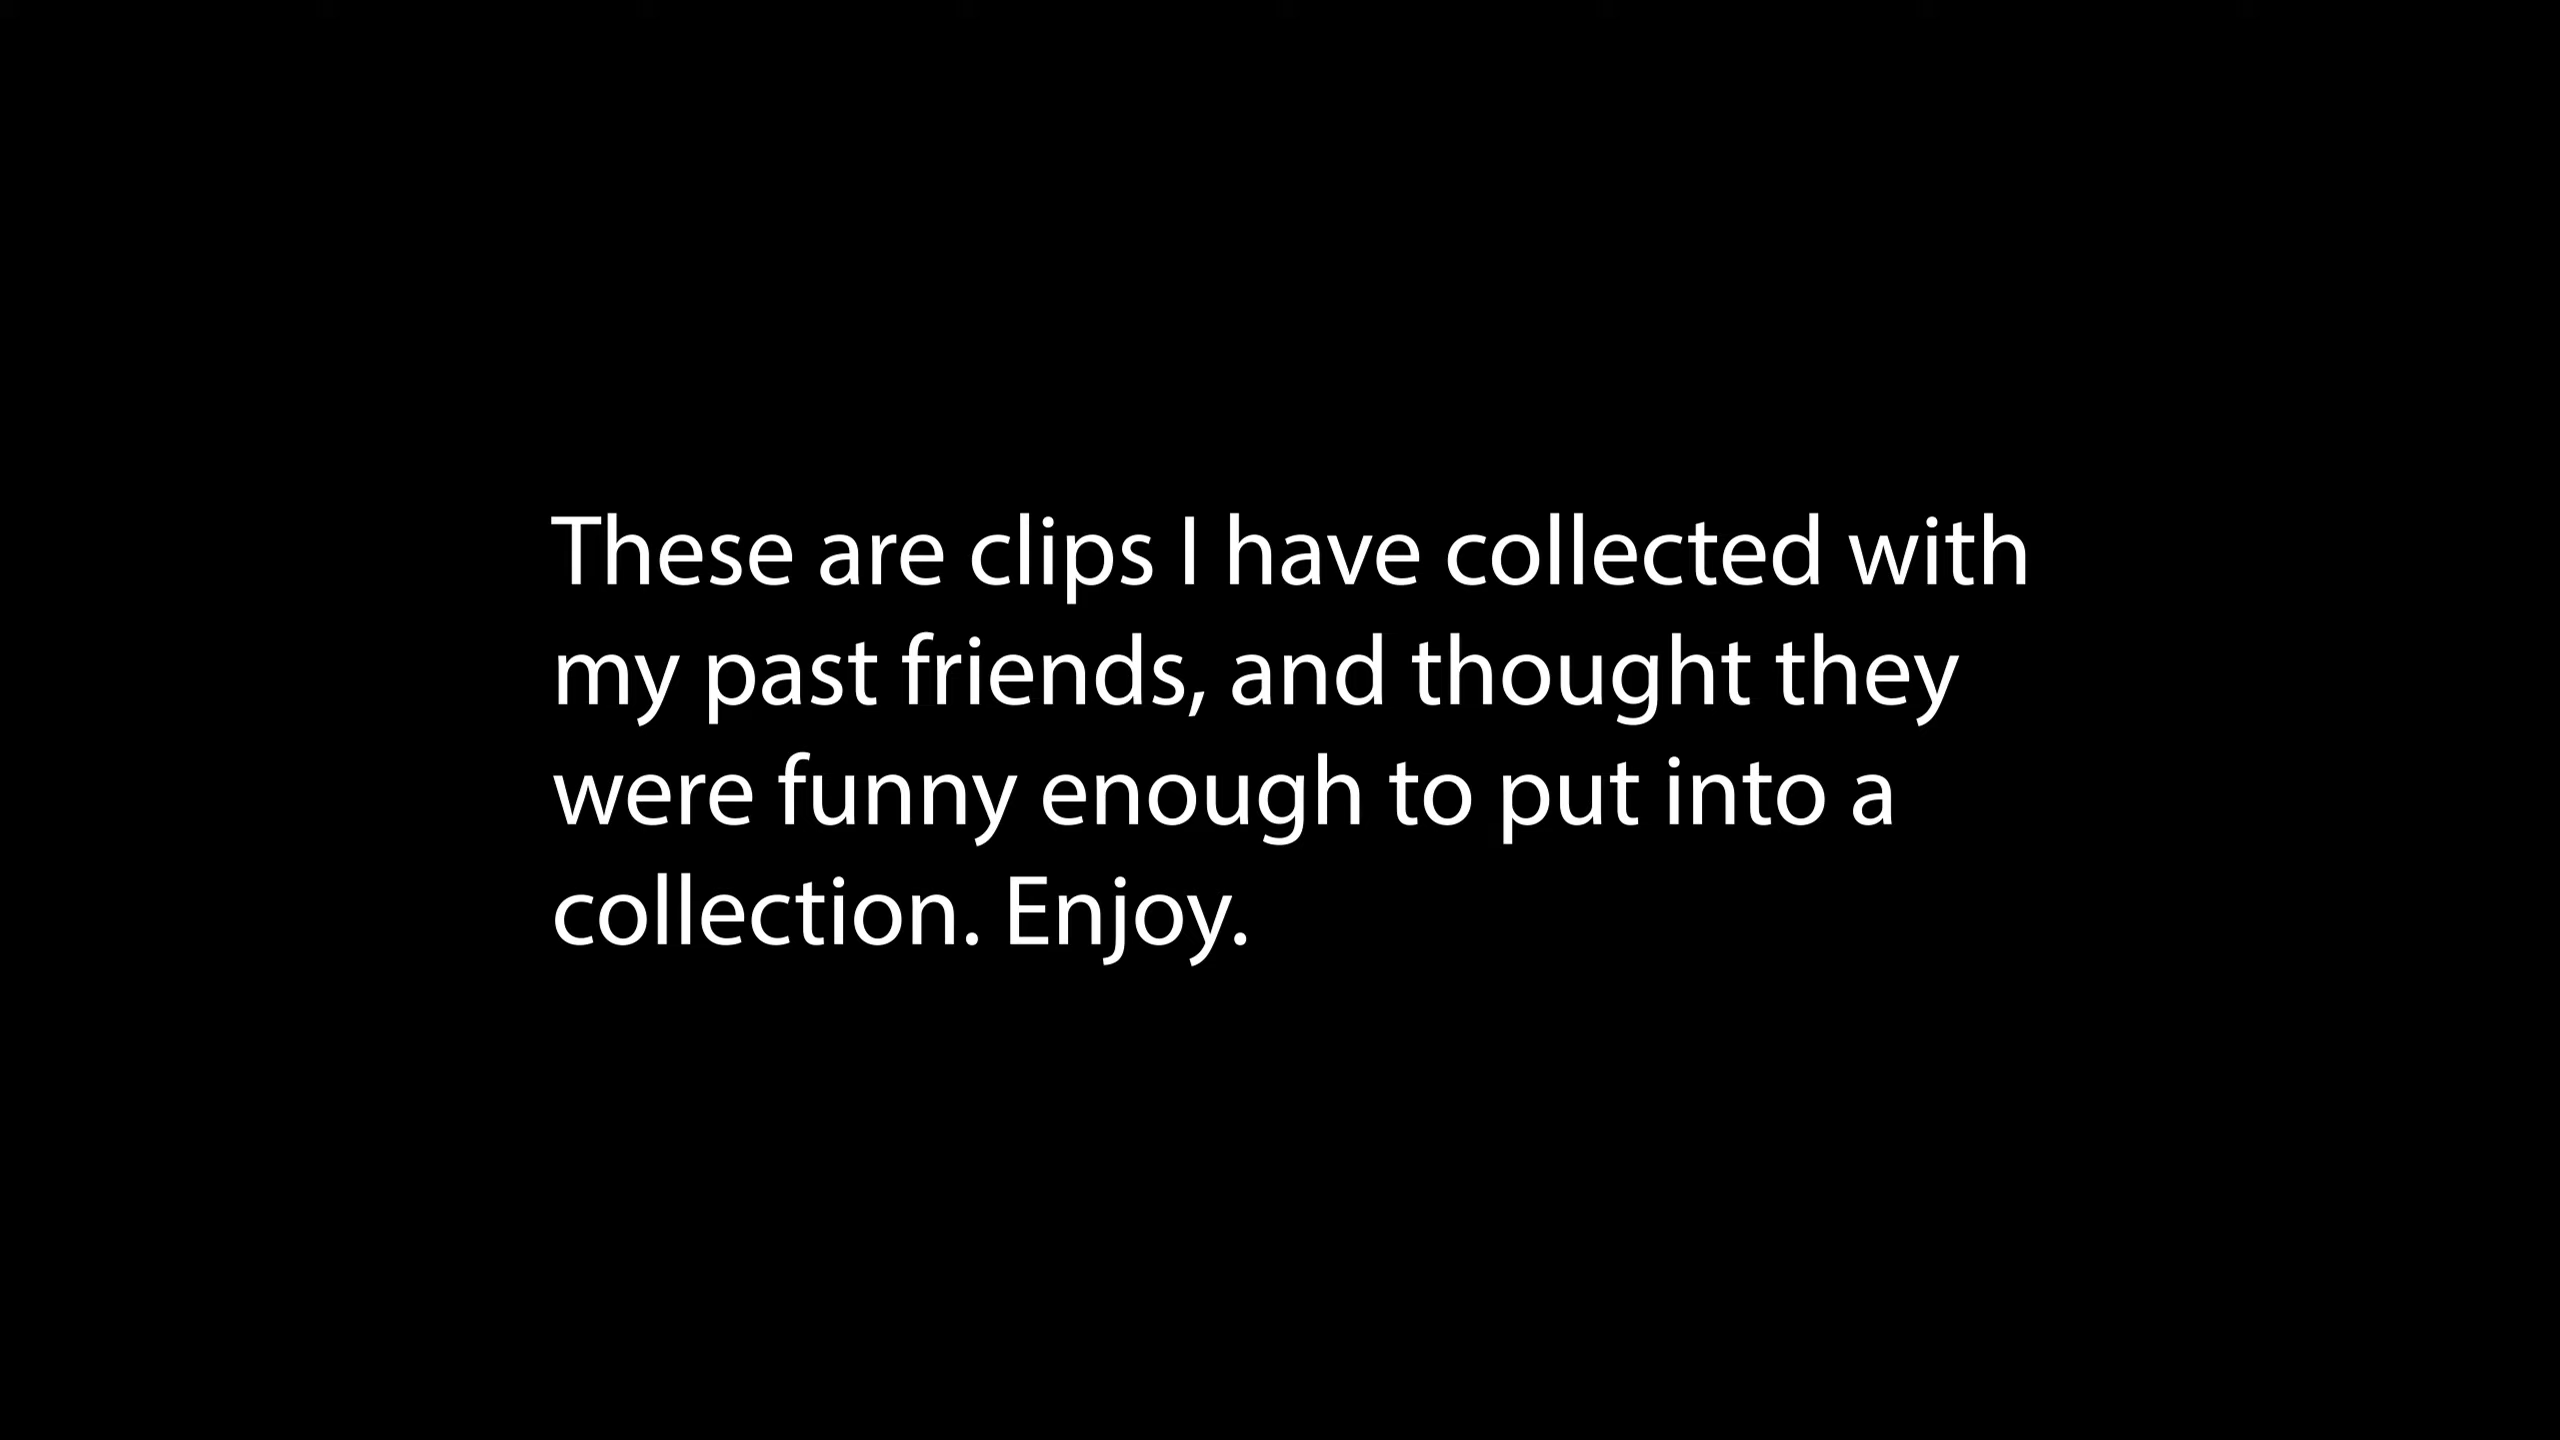 These are clips I have collected with
my past friends, and thought they
were funny enough to put into a
collection. Enjoy.